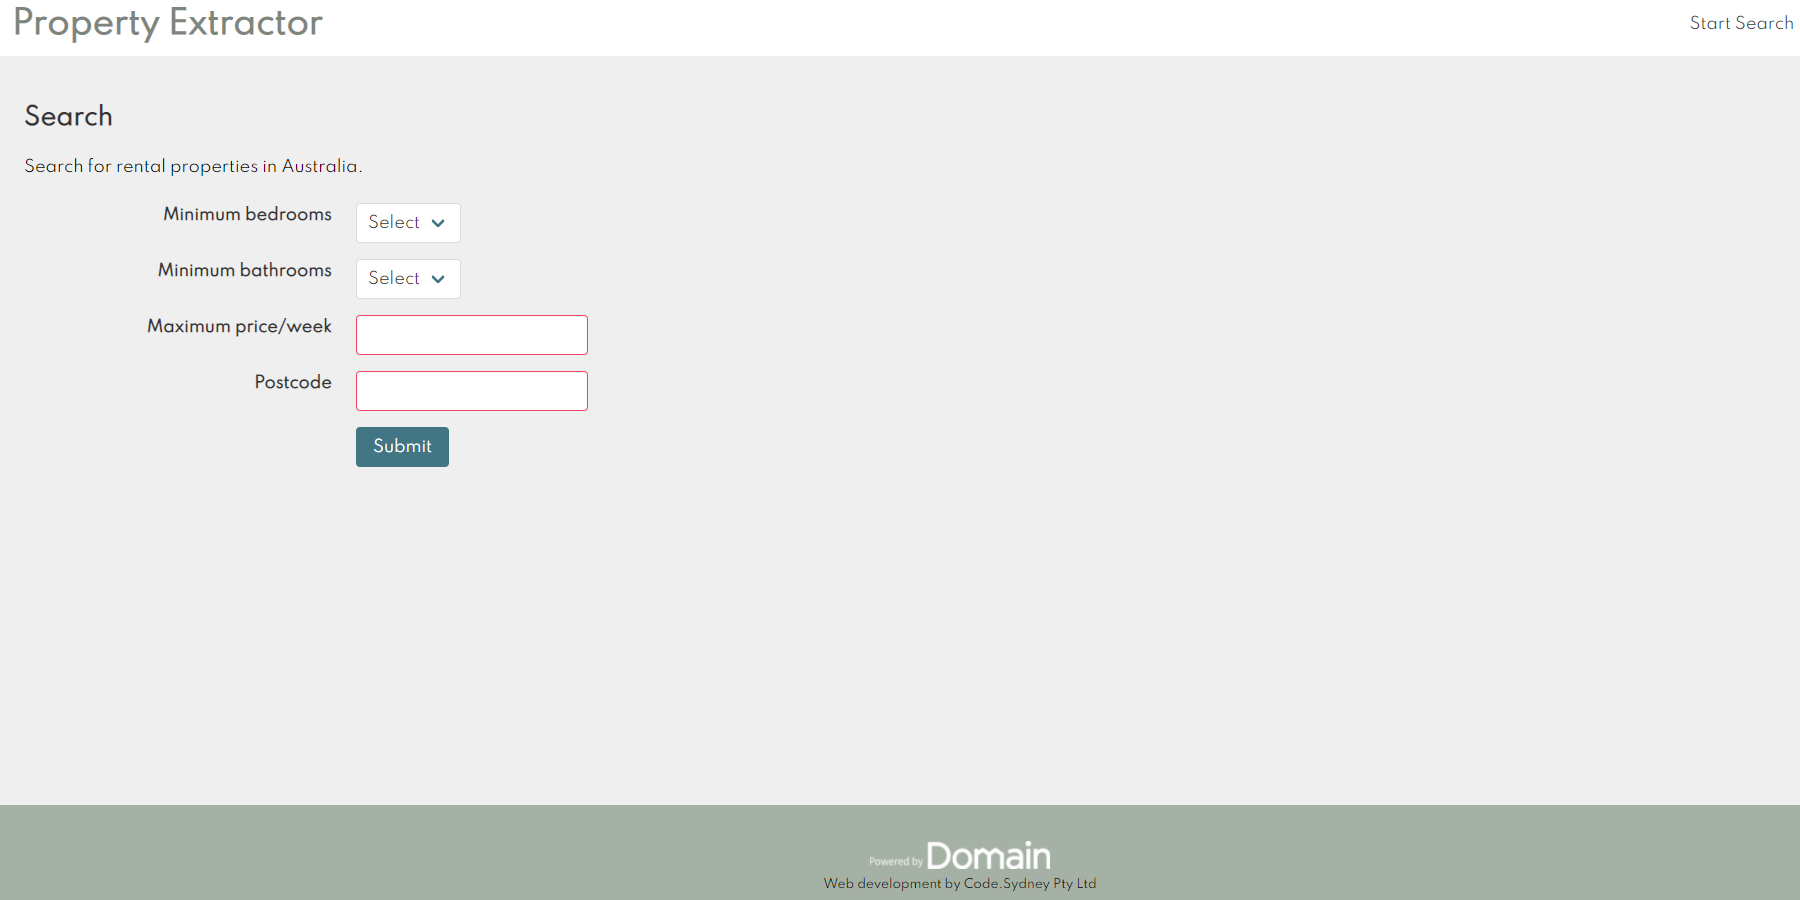 Property Extractor
Start Search
Search
Search for rental properties in Australia.
Minimum bedrooms
Select
Minimum bathrooms
Select
Maximum price/week
Postcode
Submit
Powered by Domain
Web development by Code.Sydney Pty Ltd